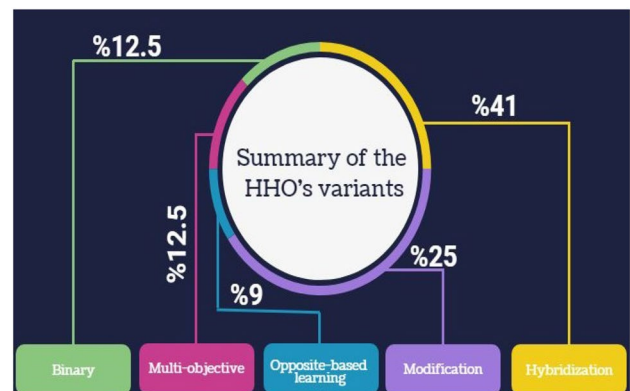 %12.5
%41
Summary of the
HHO's variants
%12.5
%25
%9
Binary
Multi-objective
Opposite-based
learning
Modification
Hybridization